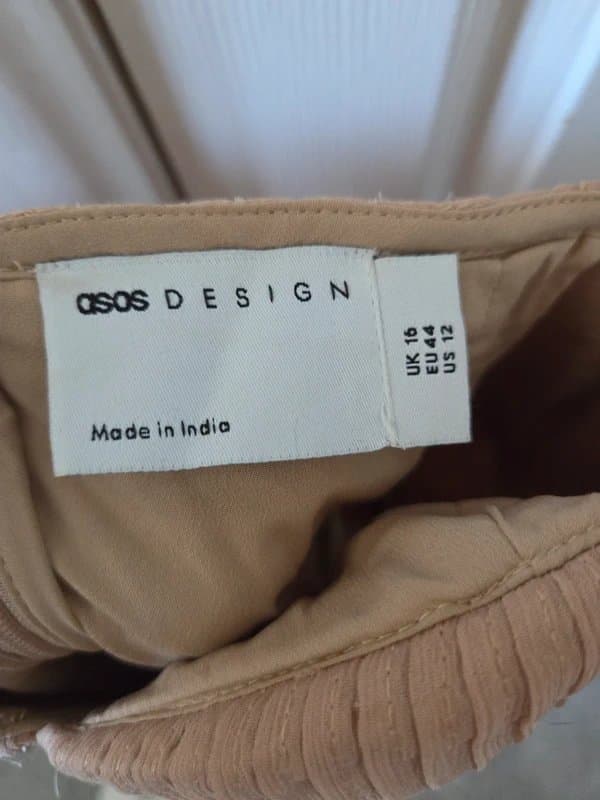 asos DESIGN
Made in India
UK 16
EU 44
US 12